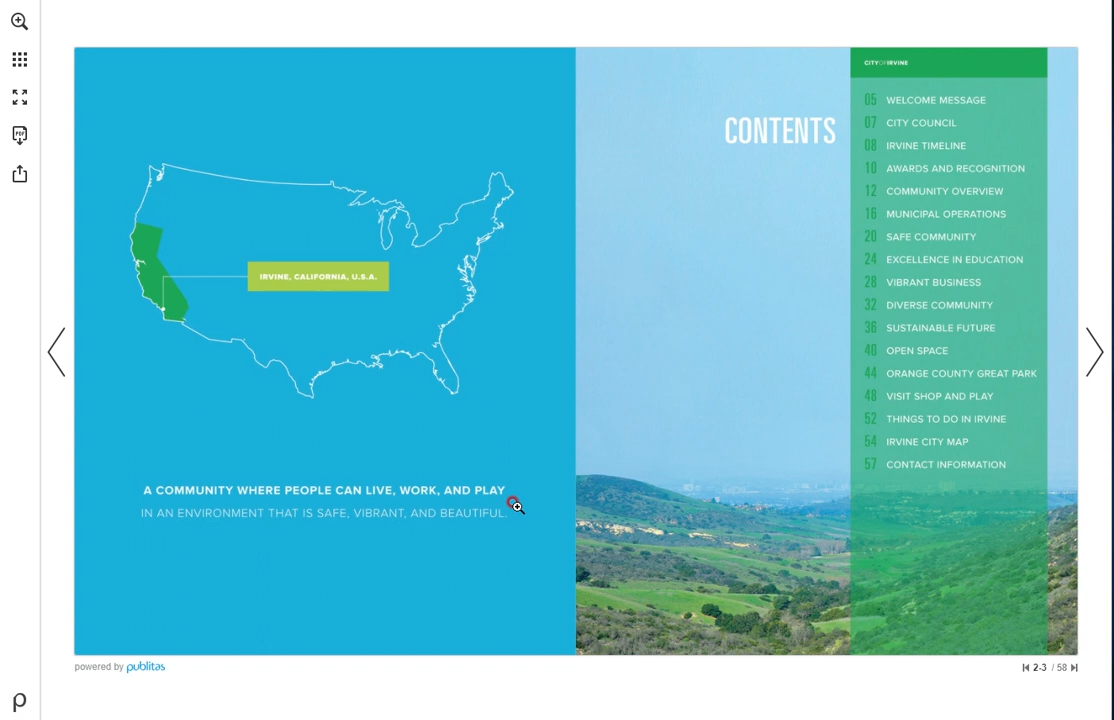 PDF
IRVINE, CALIFORNIA, U.S.A.
A COMMUNITY WHERE PEOPLE CAN LIVE, WORK, AND PLAY
IN AN ENVIRONMENT THAT IS SAFE, VIBRANT, AND BEAUTIFUL.
CONTENTS
CITYOFIRVINE
05 WELCOME MESSAGE
07 CITY COUNCIL
08 IRVINE TIMELINE
10 AWARDS AND RECOGNITION
12 COMMUNITY OVERVIEW
16 MUNICIPAL OPERATIONS
20 SAFE COMMUNITY
24 EXCELLENCE IN EDUCATION
28 VIBRANT BUSINESS
32 DIVERSE COMMUNITY
36 SUSTAINABLE FUTURE
40 OPEN SPACE
44 ORANGE COUNTY GREAT PARK
48 VISIT SHOP AND PLAY
52 THINGS TO DO IN IRVINE
54 IRVINE CITY MAP
57 CONTACT INFORMATION
powered by publitas
2-3 / 58